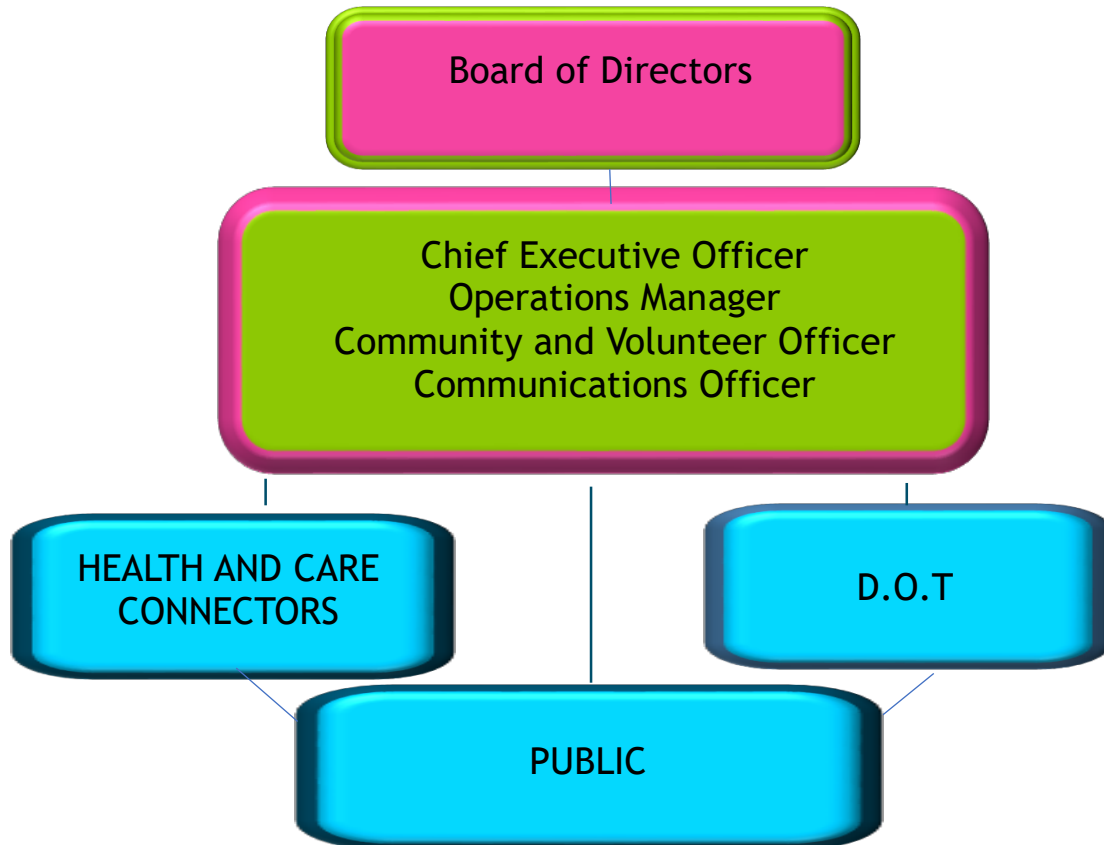 Board of Directors
Chief Executive Officer
Operations Manager
Community and Volunteer Officer
Communications Officer
HEALTH AND CARE
CONNECTORS
D.O.T
PUBLIC